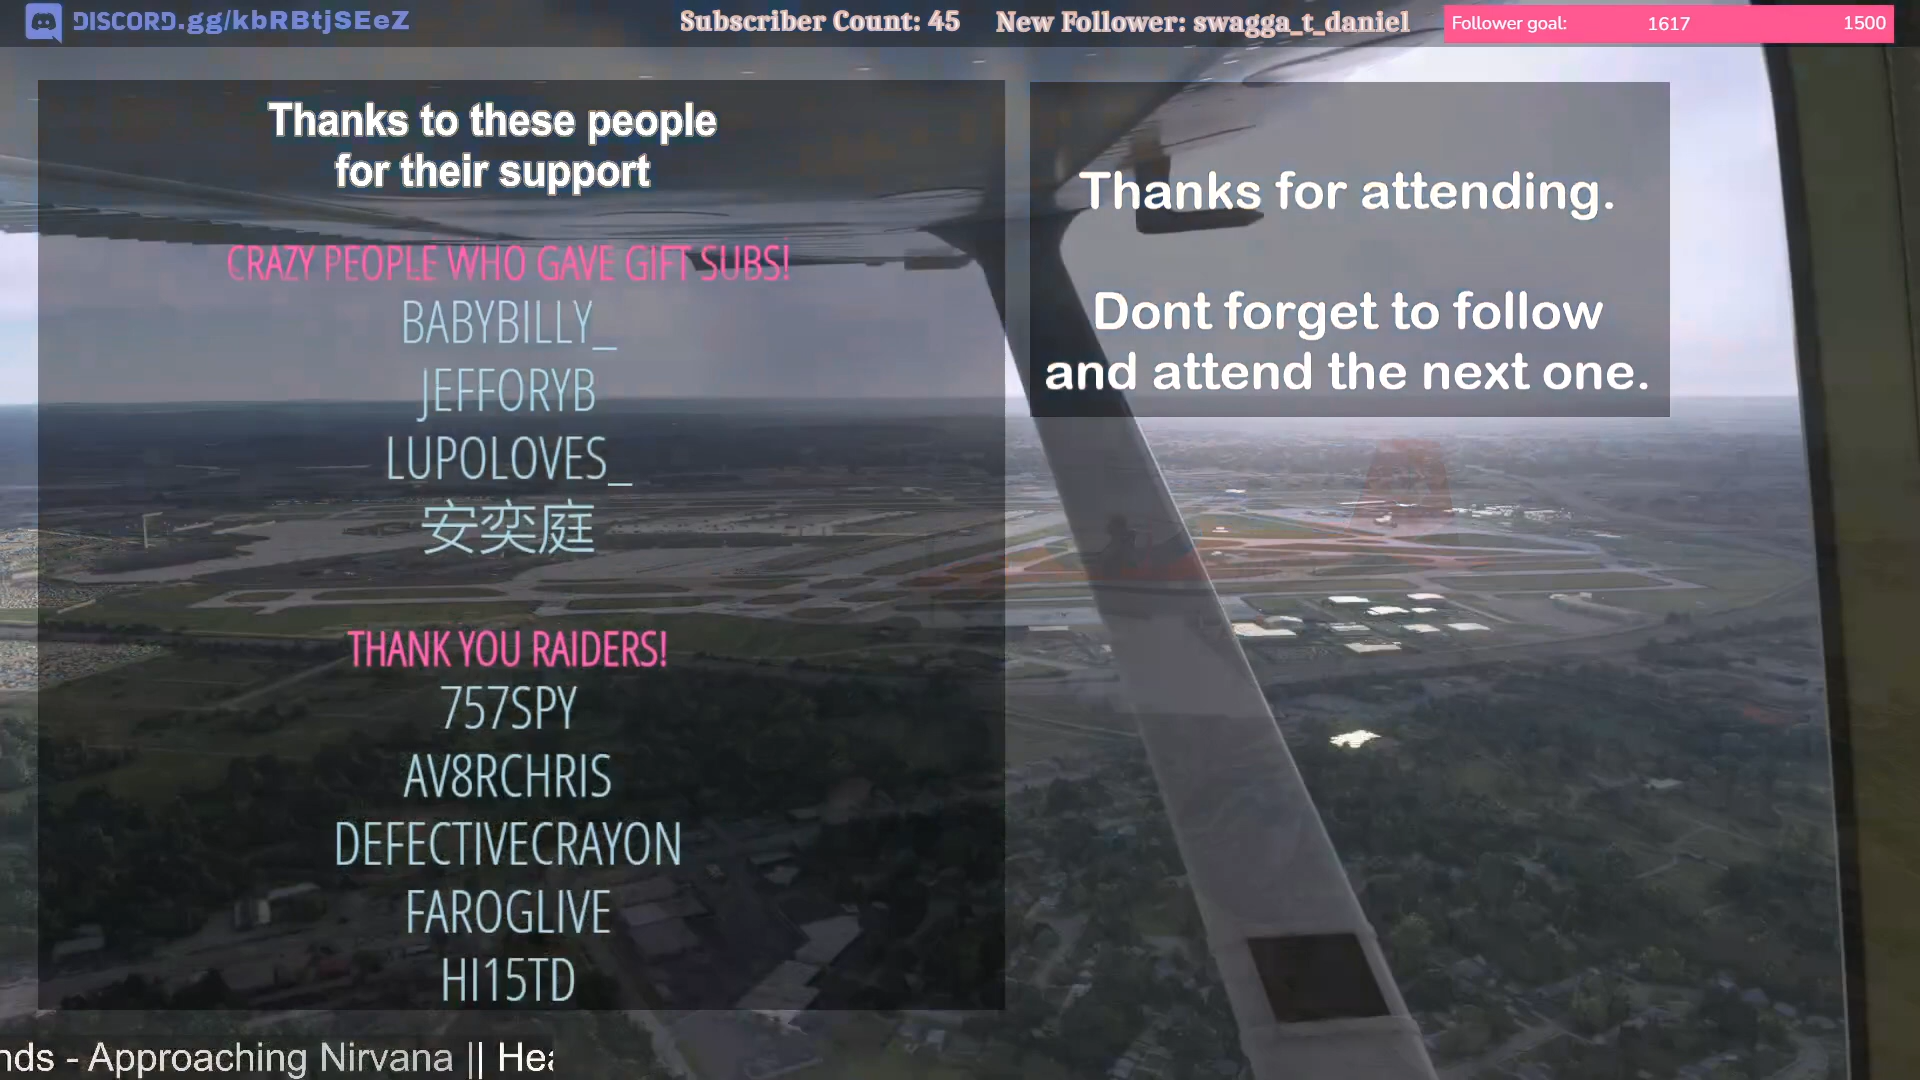 DISCORD.gg/kbRBtjSEeZ
Subscriber Count: 45
New Follower: swagga_t_daniel
Follower goal: 1617 1500
Thanks to these people
for their support
CRAZY PEOPLE WHO GAVE GIFT SUBS!
BABYBILLY_
JEFFORYB
LUPOLOVES_
安奕庭
THANK YOU RAIDERS!
757SPY
AV8RCHRIS
DEFECTIVECRAYON
FAROGLIVE
HI15TD
Thanks for attending.
Dont forget to follow
and attend the next one.
- Approaching Nirvana ||